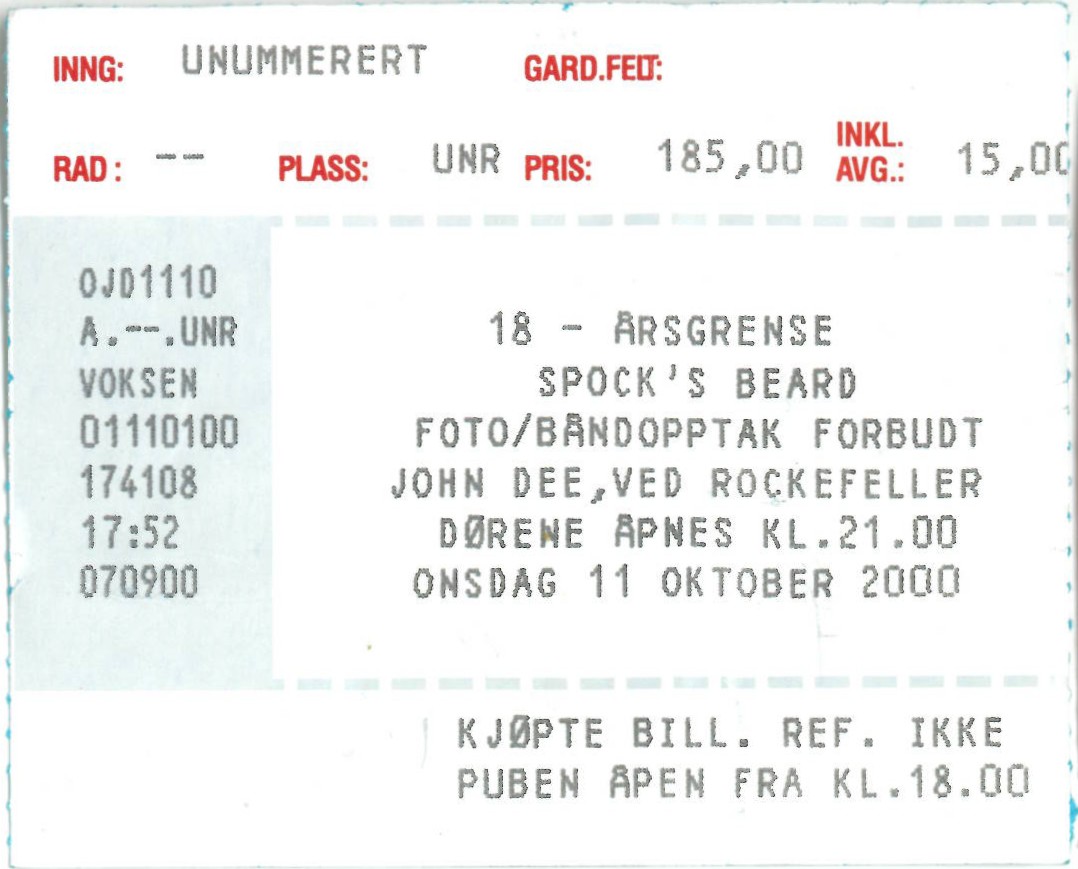 INNG: UNUMMERERT GARD.FELT:
RAD: -- PLASS: UNR PRIS: 185,00 INKL. AVG.: 15,00
OJD1110
A.--.UNR
VOKSEN
01110100
174108
17:52
070900
18 - ÅRSGRENSE
SPOCK'S BEARD
FOTO/BÅNDOPPTAK FORBUDT
JOHN DEE,VED ROCKEFELLER
DØRENE ÅPNES KL.21.00
ONSDAG 11 OKTOBER 2000
KJØPTE BILL. REF. IKKE
PUBEN ÅPEN FRA KL.18.00